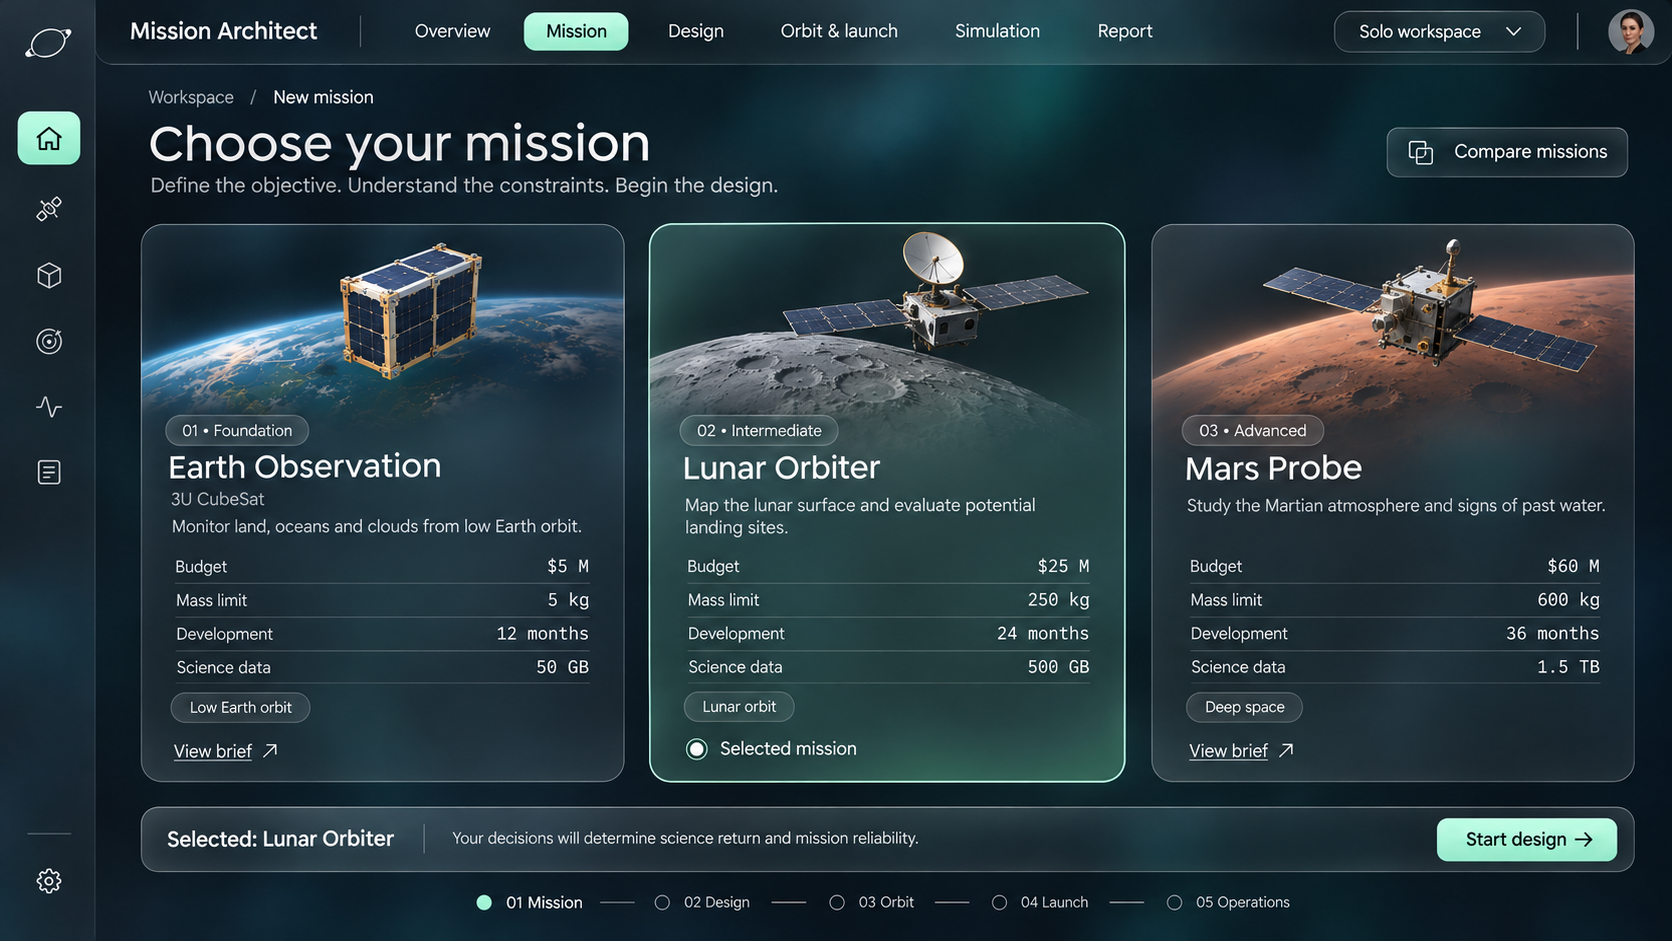 Mission Architect
Overview
Mission
Design
Orbit & launch
Simulation
Report
Solo workspace
Workspace / New mission
Choose your mission
Define the objective. Understand the constraints. Begin the design.
Compare missions
01 • Foundation
Earth Observation
3U CubeSat
Monitor land, oceans and clouds from low Earth orbit.
Budget $5 M
Mass limit 5 kg
Development 12 months
Science data 50 GB
Low Earth orbit
View brief
02 • Intermediate
Lunar Orbiter
Map the lunar surface and evaluate potential
landing sites.
Budget $25 M
Mass limit 250 kg
Development 24 months
Science data 500 GB
Lunar orbit
Selected mission
03 • Advanced
Mars Probe
Study the Martian atmosphere and signs of past water.
Budget $60 M
Mass limit 600 kg
Development 36 months
Science data 1.5 TB
Deep space
View brief
Selected: Lunar Orbiter
Your decisions will determine science return and mission reliability.
Start design →
01 Mission
02 Design
03 Orbit
04 Launch
05 Operations